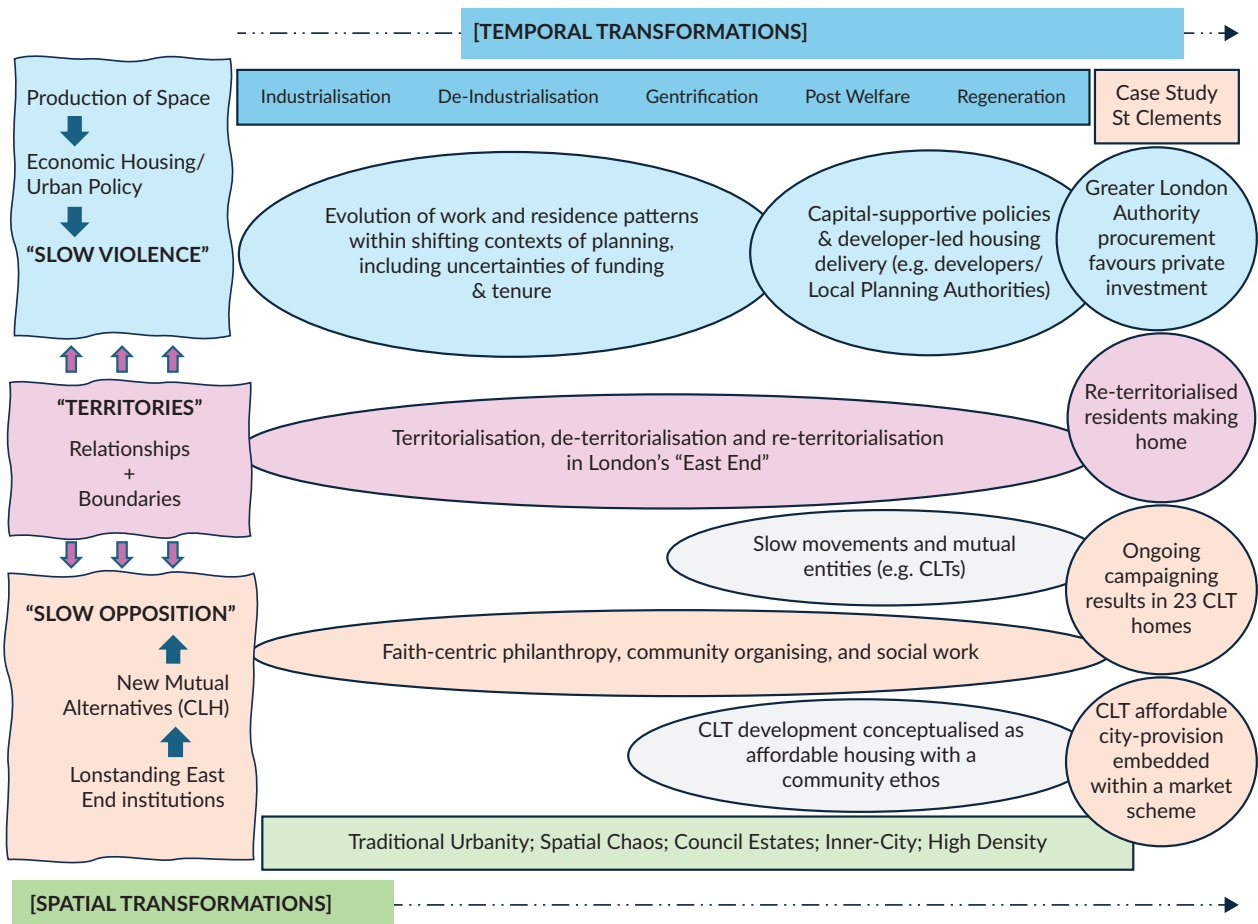 [TEMPORAL TRANSFORMATIONS]
Production of Space
Economic Housing/
Urban Policy
“SLOW VIOLENCE”
Industrialisation
De-Industrialisation
Gentrification
Post Welfare
Regeneration
Case Study
St Clements
Evolution of work and residence patterns
within shifting contexts of planning,
including uncertainties of funding
& tenure
Capital-supportive policies
& developer-led housing
delivery (e.g. developers/
Local Planning Authorities)
Greater London
Authority
procurement
favours private
investment
“TERRITORIES”
Relationships
+
Boundaries
Territorialisation, de-territorialisation and re-territorialisation
in London’s “East End”
Re-territorialised
residents making
home
“SLOW OPPOSITION”
New Mutual
Alternatives (CLH)
Lonstanding East
End institutions
Slow movements and mutual
entities (e.g. CLTs)
Ongoing
campaigning
results in 23 CLT
homes
Faith-centric philanthropy, community organising, and social work
CLT development conceptualised as
affordable housing with a
community ethos
CLT affordable
city-provision
embedded
within a market
scheme
Traditional Urbanity; Spatial Chaos; Council Estates; Inner-City; High Density
[SPATIAL TRANSFORMATIONS]